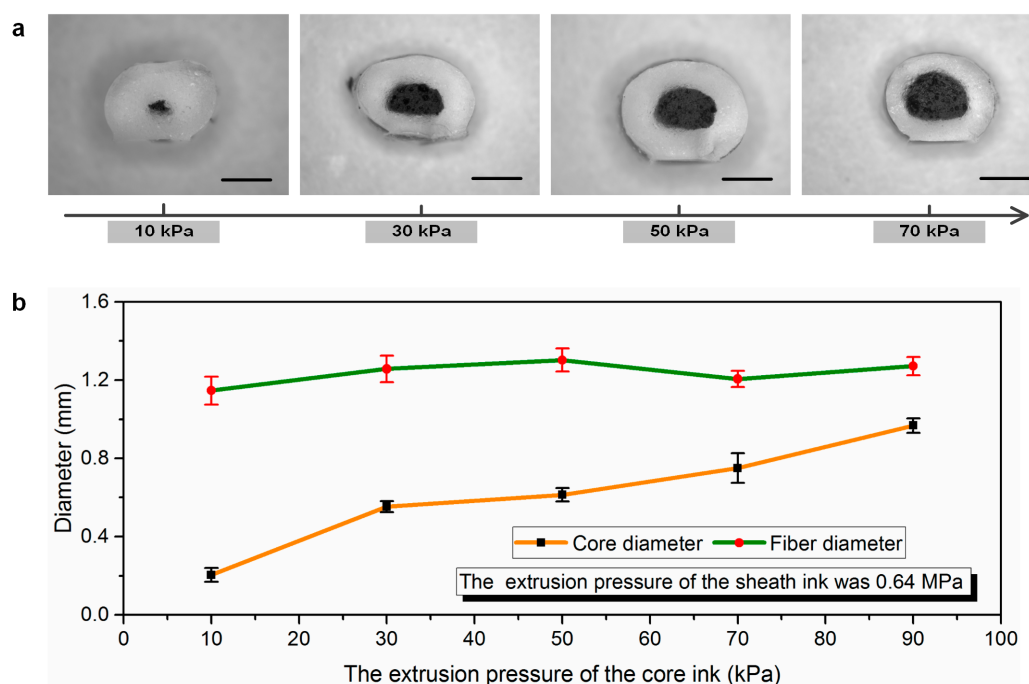 a
10 kPa
30 kPa
50 kPa
70 kPa
b
Diameter (mm)
1.6
1.2
0.8
0.4
0.0
Core diameter
Fiber diameter
The extrusion pressure of the sheath ink was 0.64 MPa
0 10 20 30 40 50 60 70 80 90 100
The extrusion pressure of the core ink (kPa)